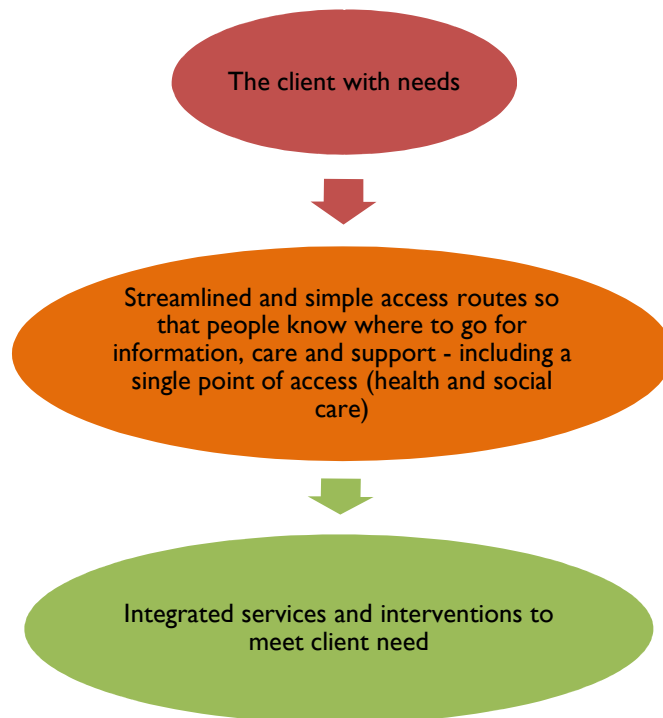 The client with needs
Streamlined and simple access routes so
that people know where to go for
information, care and support - including a
single point of access (health and social
care)
Integrated services and interventions to
meet client need